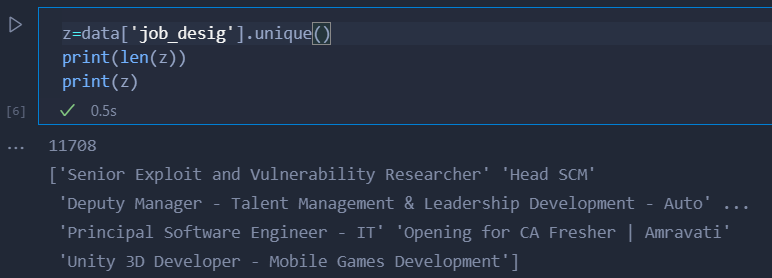 z=data['job_desig'].unique()
print(len(z))
print(z)
[6]
0.5s
...
11708
['Senior Exploit and Vulnerability Researcher' 'Head SCM'
'Deputy Manager - Talent Management & Leadership Development - Auto' ...
'Principal Software Engineer - IT' 'Opening for CA Fresher | Amravati'
'Unity 3D Developer - Mobile Games Development']